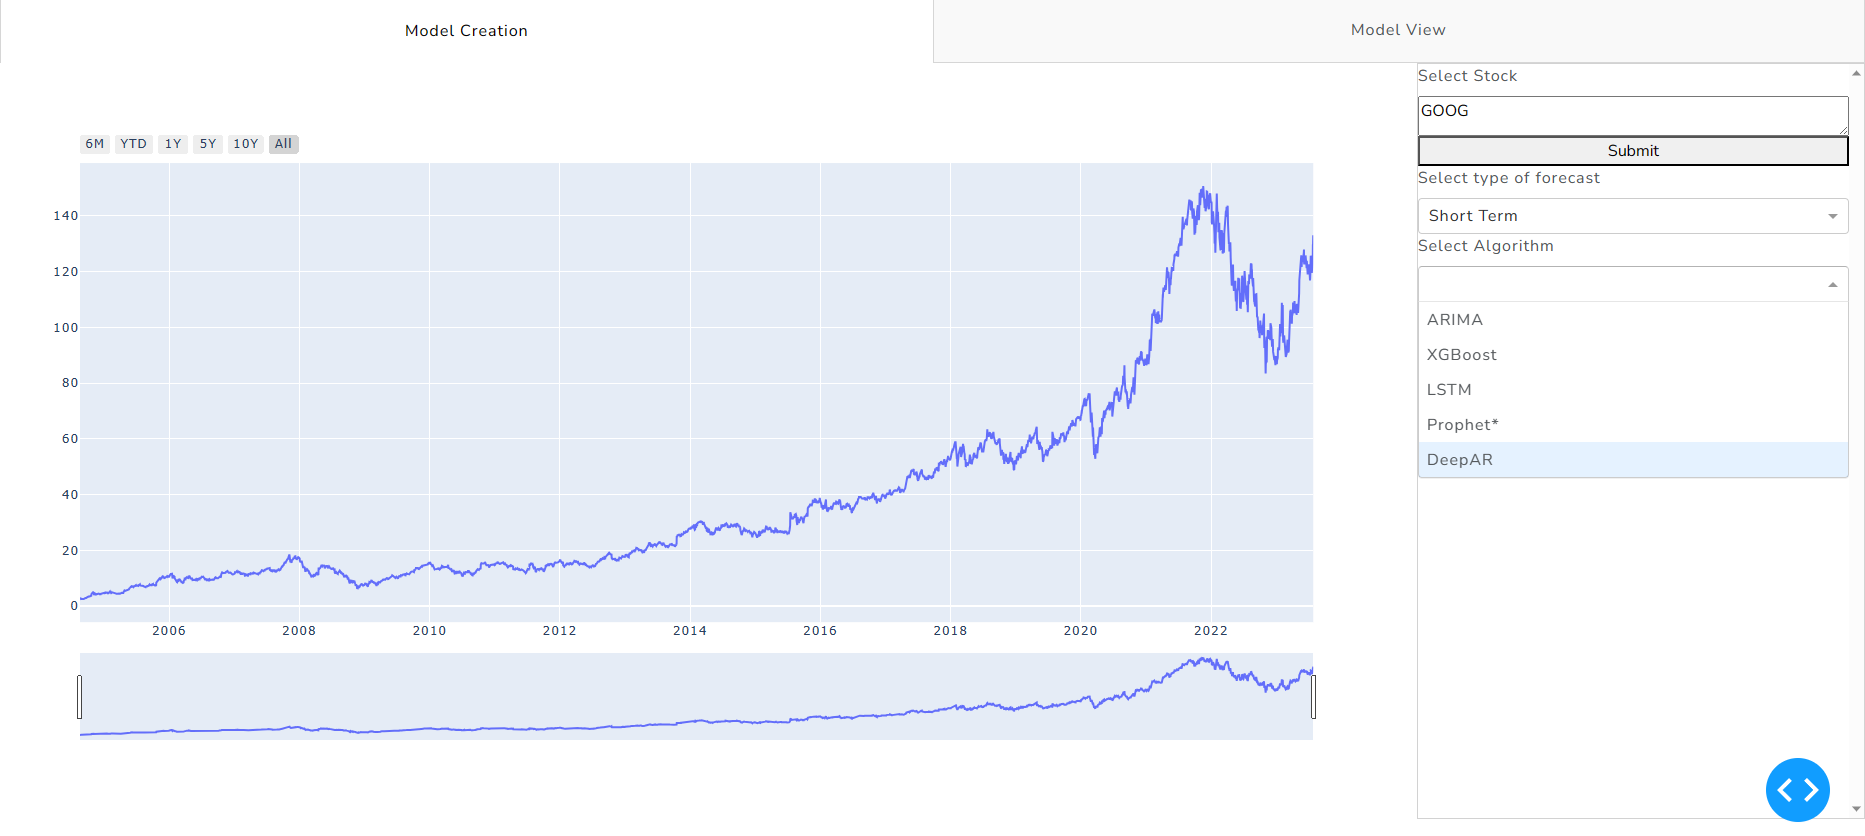 Model Creation
Model View
Select Stock
GOOG
Submit
Select type of forecast
Short Term
Select Algorithm
ARIMA
XGBoost
LSTM
Prophet*
DeepAR
6M YTD 1Y 5Y 10Y All
140
120
100
80
60
40
20
0
2006 2008 2010 2012 2014 2016 2018 2020 2022